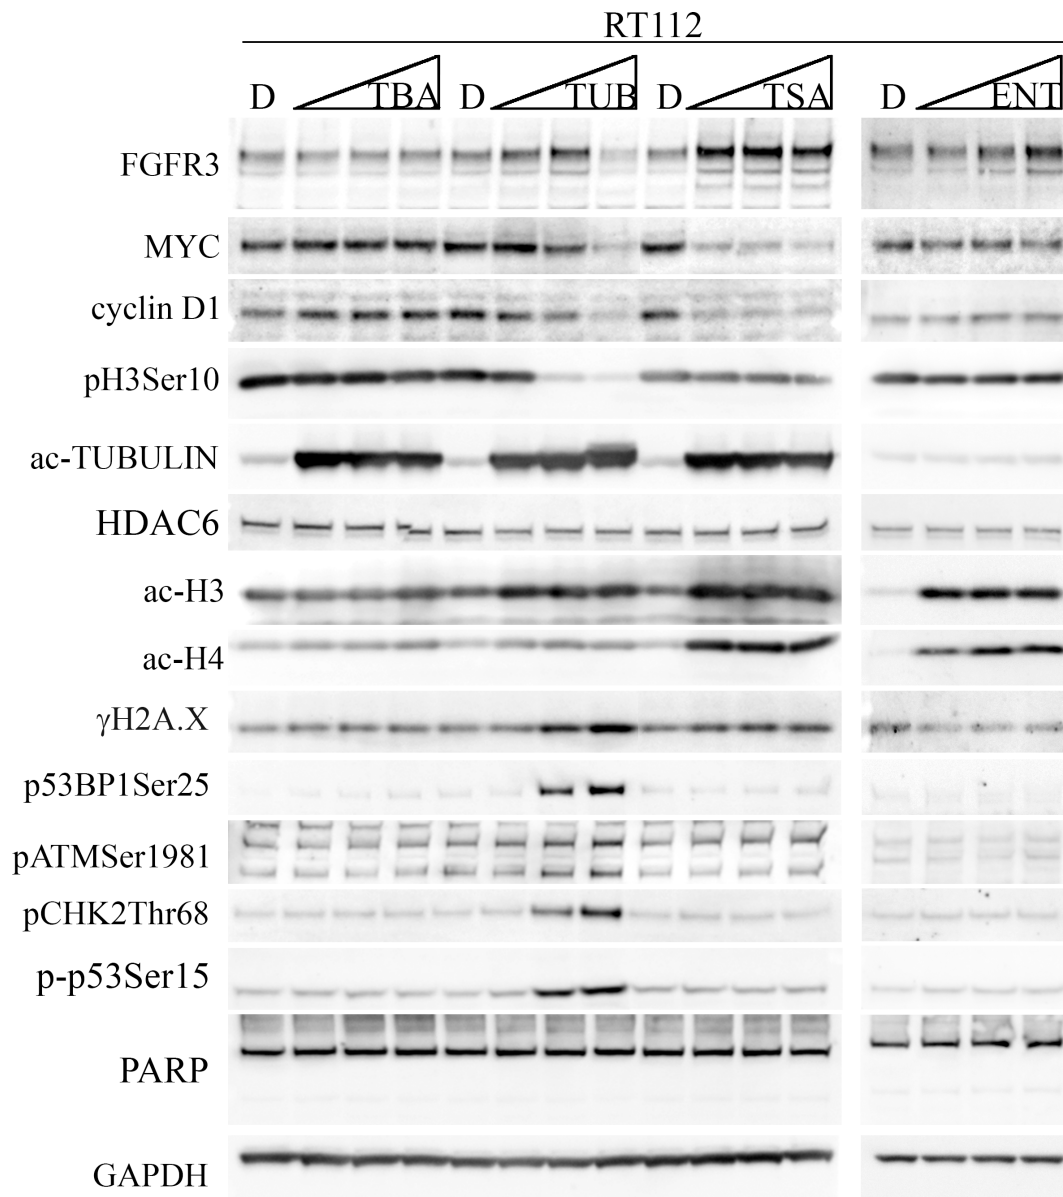 RT112
D TBA D TUB D TSA D ENT
FGFR3
MYC
cyclin D1
pH3Ser10
ac-TUBULIN
HDAC6
ac-H3
ac-H4
γH2A.X
p53BP1Ser25
pATMSer1981
pCHK2Thr68
p-p53Ser15
PARP
GAPDH